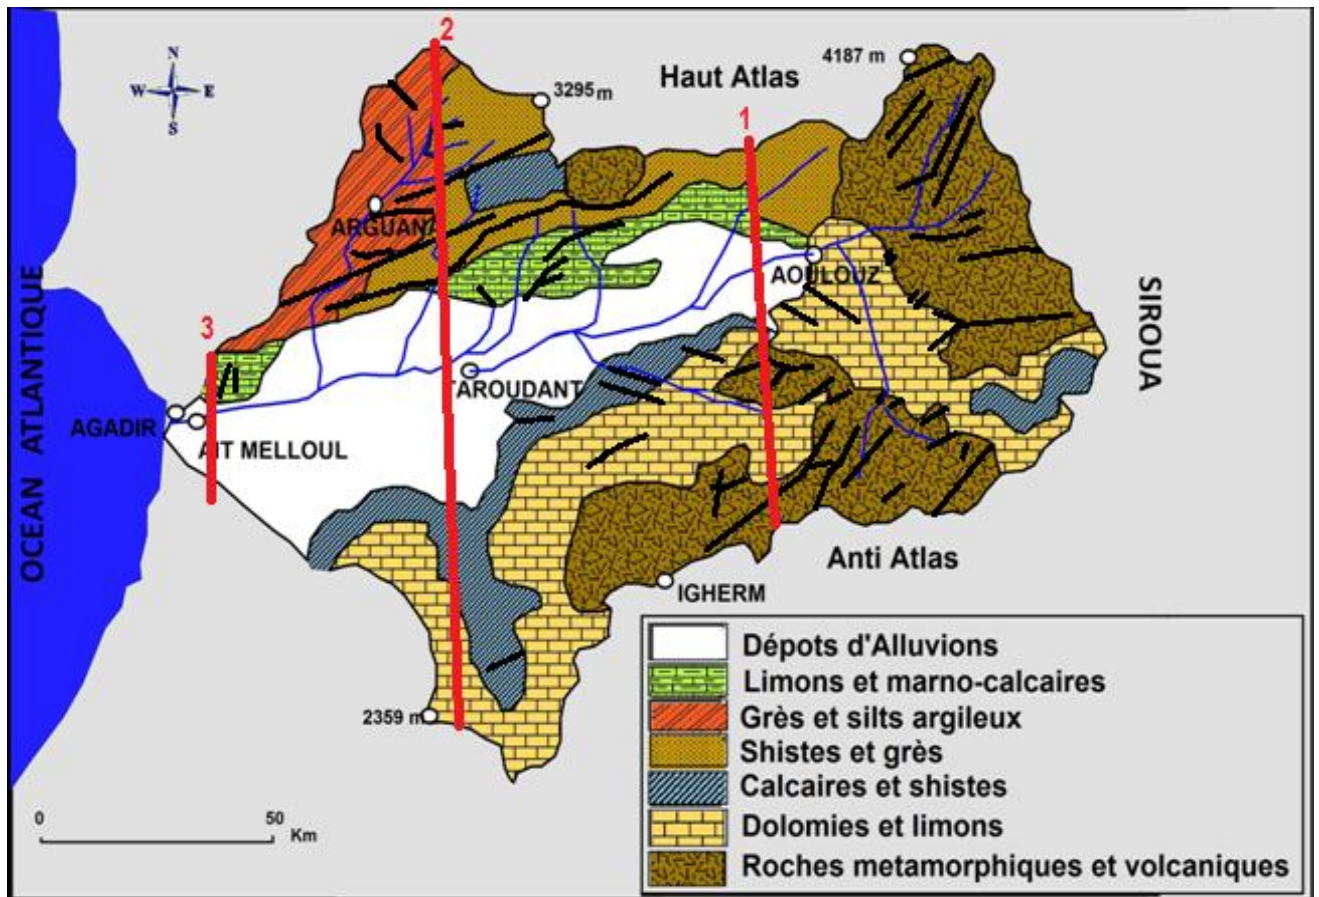 2
N
W E
S
3295 m
Haut Atlas
4187 m
1
ARGUANA
AOULOUZ
SIROUA
OCEAN ATLANTIQUE
3
TAROUDANT
AGADIR
AIT MELLOUL
Anti Atlas
IGHERM
2359 m
0 50
Km
Dépots d'Alluvions
Limons et marno-calcaires
Grès et silts argileux
Shistes et grès
Calcaires et shistes
Dolomies et limons
Roches metamorphiques et volcaniques